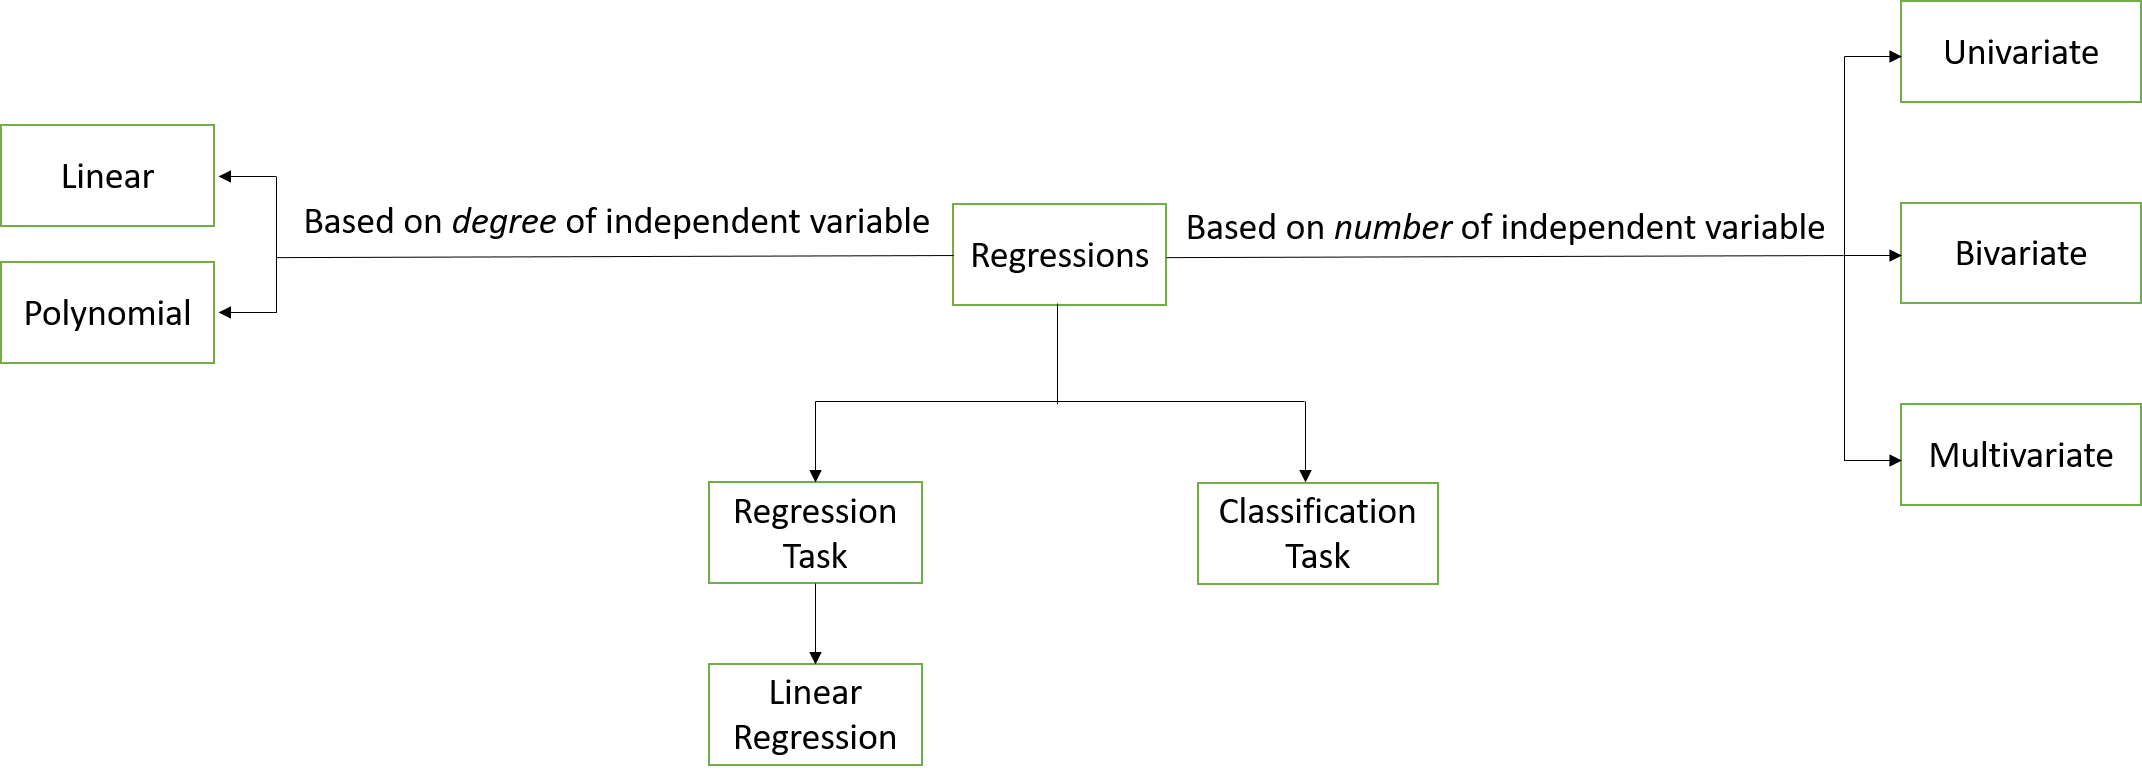 Univariate
Linear
Based on degree of independent variable
Based on number of independent variable
Regressions
Bivariate
Polynomial
Multivariate
Regression
Task
Classification
Task
Linear
Regression